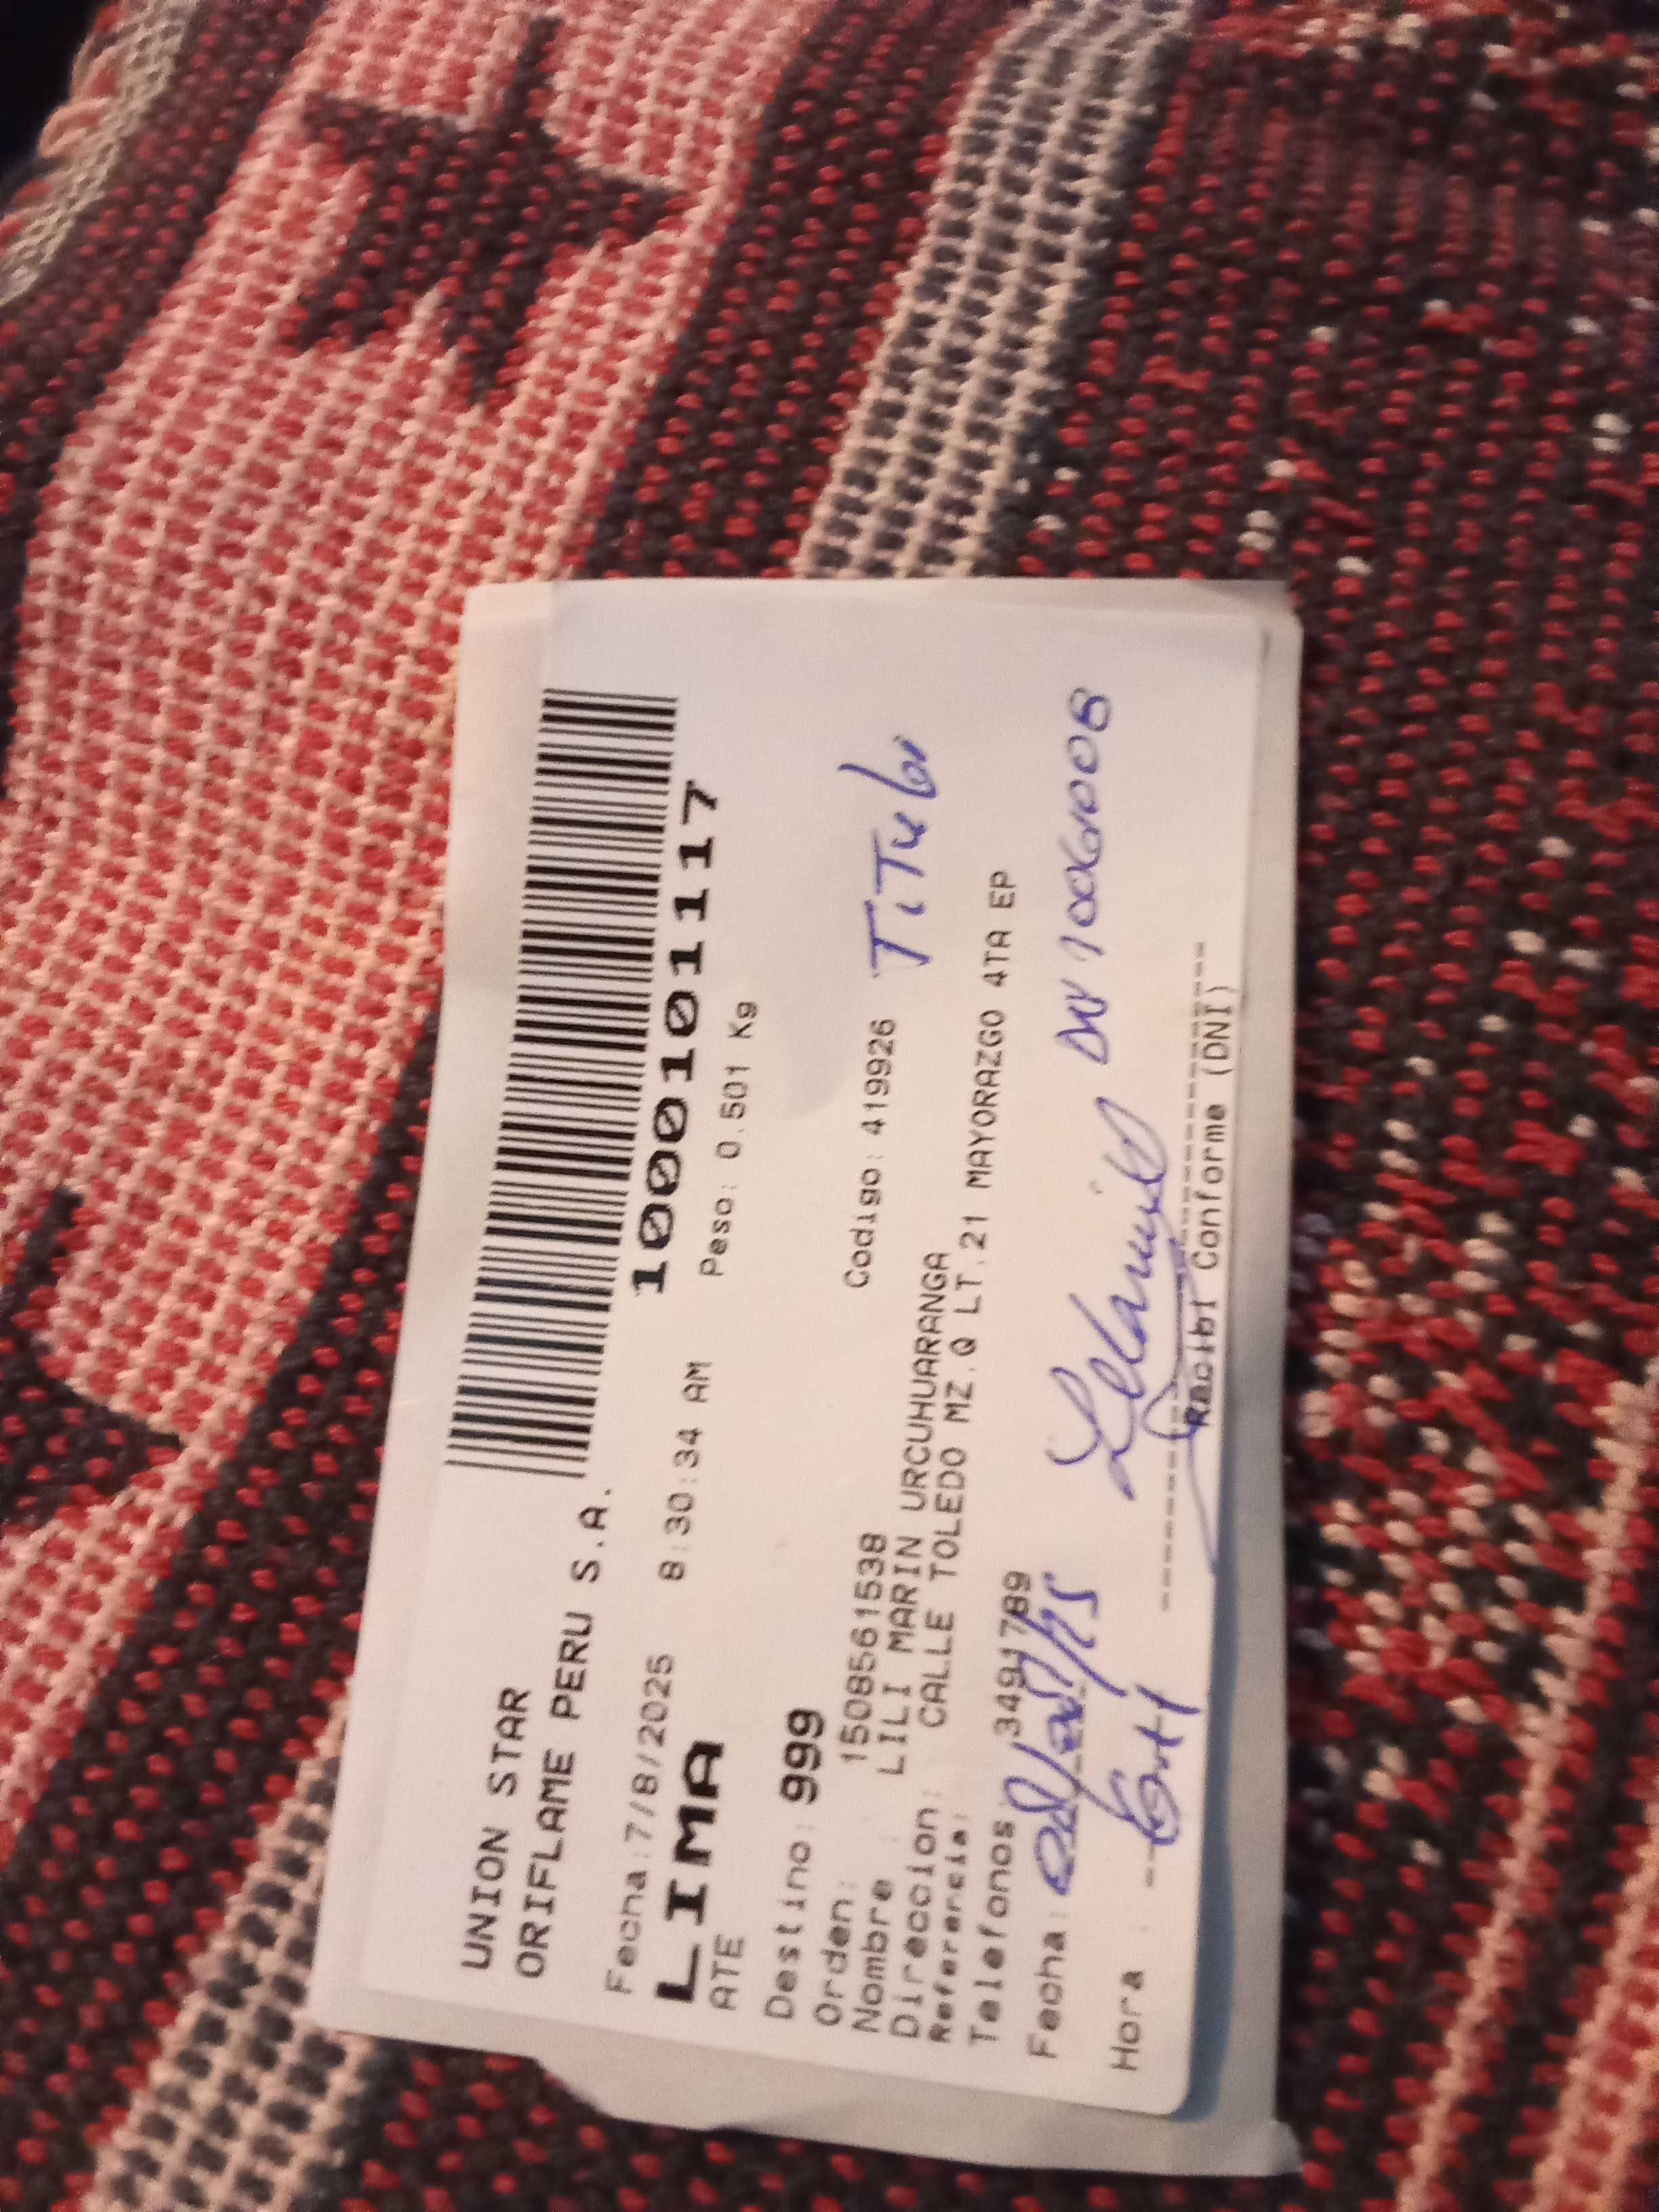 UNION STAR
ORIFLAME PERU S.A.
1000101117
Fecha:7/8/2025 8:30:34 AM Peso: 0.501 Kg
LIMA
ATE
Destino: 999
Orden: 1508561538 Codigo: 419926 TiTular
Nombre : LILI MARIN URCUHUARANGA
Direccion: CALLE TOLEDO MZ.Q LT.21 MAYORAZGO 4TA EP
Referencia:
Telefonos 34917789
Fecha:
Hora :
Racibi Conforme (DNI)